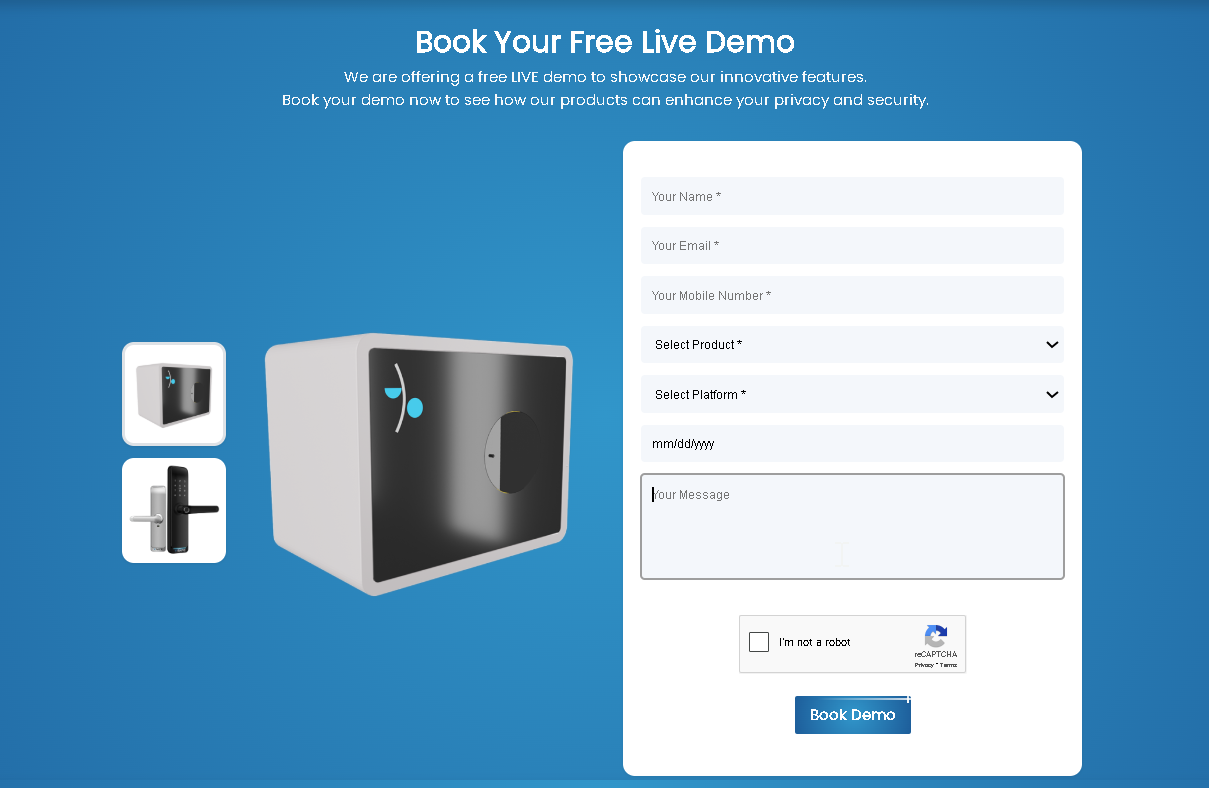 Book Your Free Live Demo
We are offering a free LIVE demo to showcase our innovative features.
Book your demo now to see how our products can enhance your privacy and security.
Your Name *
Your Email *
Your Mobile Number *
Select Product *
Select Platform *
mm/dd/yyyy
Your Message
I'm not a robot
reCAPTCHA
Privacy - Terms
Book Demo